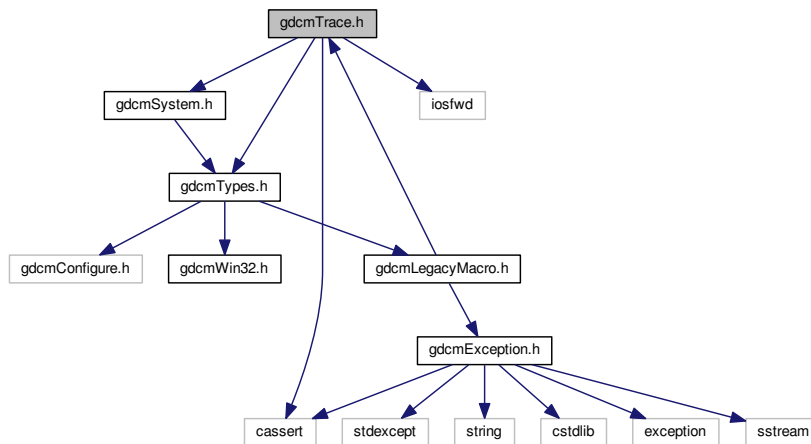 gdcmTrace.h
gdcmSystem.h
iosfwd
gdcmTypes.h
gdcmConfigure.h
gdcmWin32.h
gdcmLegacyMacro.h
gdcmException.h
cassert
stdexcept
string
cstdlib
exception
sstream